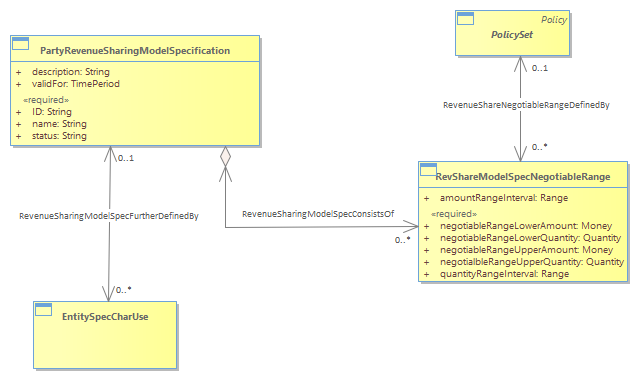 Policy
PolicySet
PartyRevenueSharingModelSpecification
+ description: String
+ validFor: TimePeriod
«required»
+ ID: String
+ name: String
+ status: String
0..1
RevenueShareNegotiableRangeDefinedBy
0..*
0..1
RevShareModelSpecNegotiableRange
+ amountRangeInterval: Range
«required»
+ negotiableRangeLowerAmount: Money
+ negotiableRangeLowerQuantity: Quantity
+ negotiableRangeUpperAmount: Money
+ negotialbleRangeUpperQuantity: Quantity
+ quantityRangeInterval: Range
RevenueSharingModelSpecFurtherDefinedBy
RevenueSharingModelSpecConsistsOf
0..*
0..*
EntitySpecCharUse